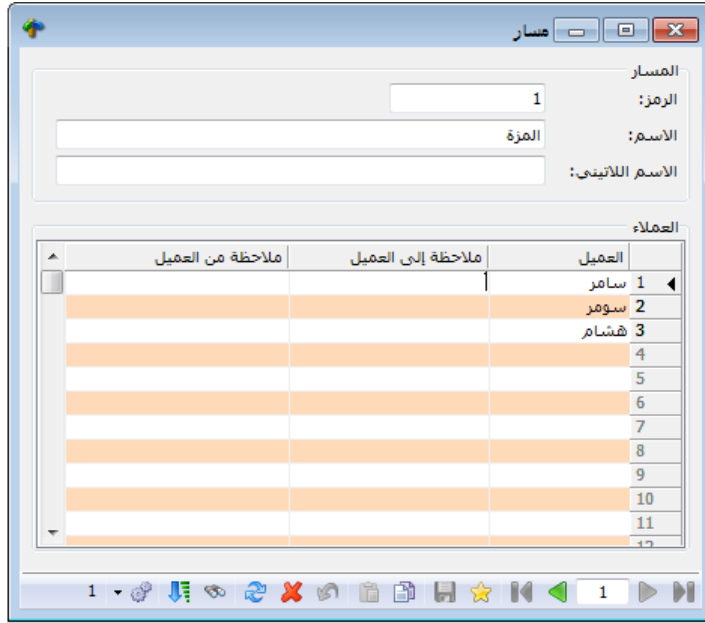 مسار
المسار
الرمز: 1
الاسم: المزة
الاسم اللاتيني:
العملاء
العميل ملاحظة إلى العميل ملاحظة من العميل
1 سامر
2 سومر
3 هشام
4
5
6
7
8
9
10
11
12
1 1